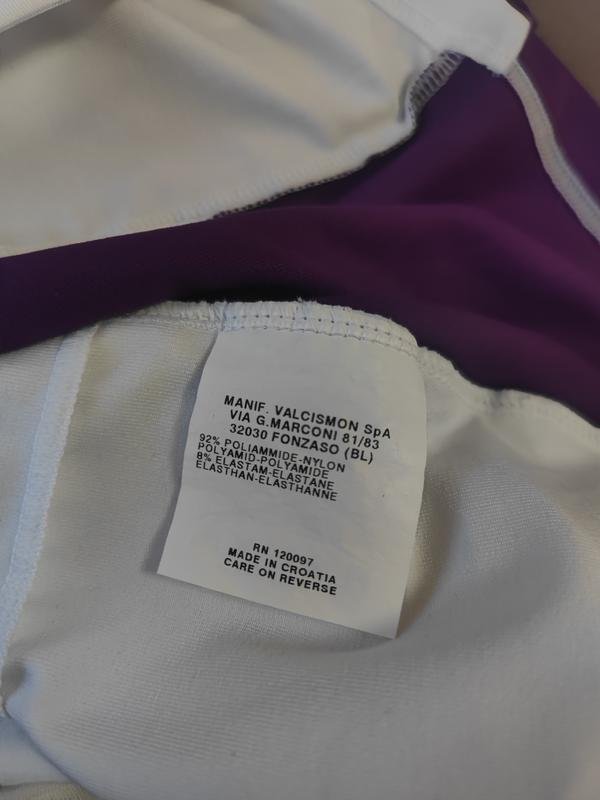 MANIF. VALCISMON SpA
VIA G.MARCONI 81/83
32030 FONZASO (BL)
92% POLIAMMIDE-NYLON
POLYAMID-POLYAMIDE
8% ELASTAM-ELASTANE
ELASTHAN-ELASTHANNE
RN 120097
MADE IN CROATIA
CARE ON REVERSE